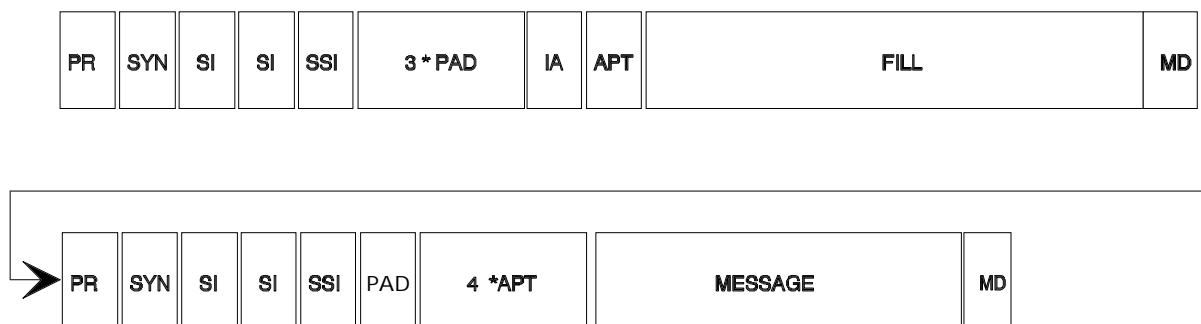 PR SYN SI SI SSI 3 * PAD IA APT FILL MD
PR SYN SI SI SSI PAD 4 *APT MESSAGE MD